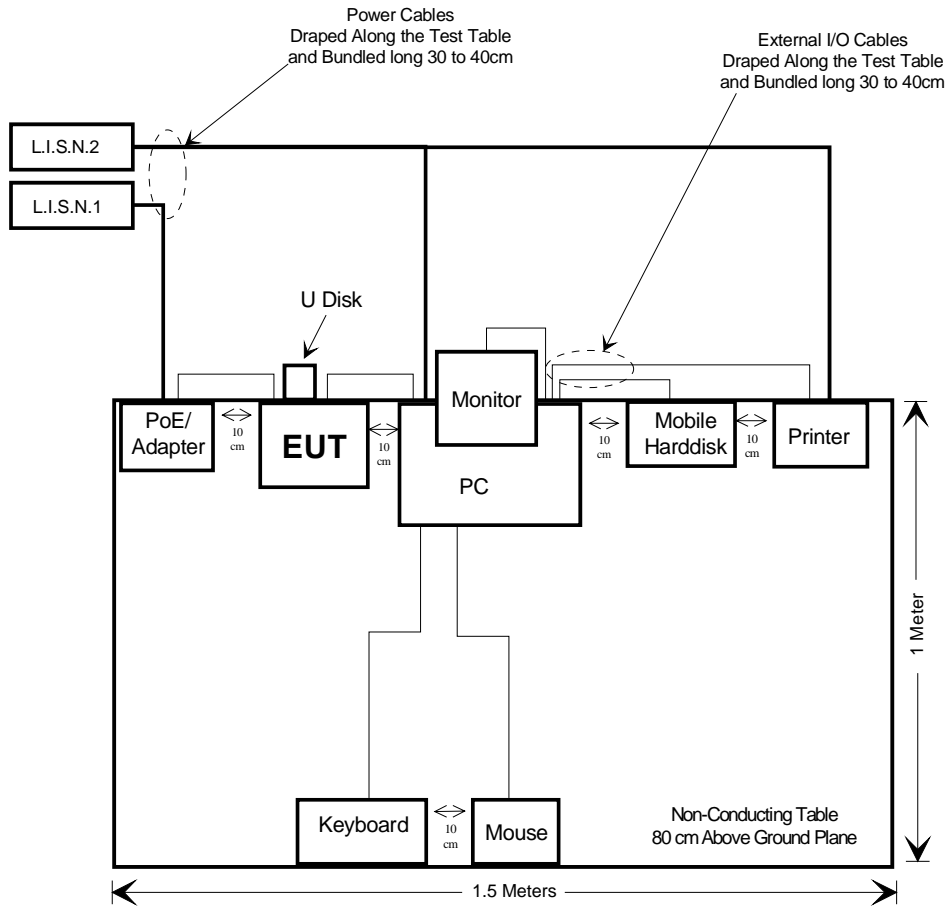 Power Cables
Draped Along the Test Table
and Bundled long 30 to 40cm
External I/O Cables
Draped Along the Test Table
and Bundled long 30 to 40cm
L.I.S.N.2
L.I.S.N.1
U Disk
PoE/
Adapter
10
cm
EUT
10
cm
Monitor
PC
10
cm
Mobile
Harddisk
10
cm
Printer
1 Meter
Keyboard
10
cm
Mouse
Non-Conducting Table
80 cm Above Ground Plane
1.5 Meters